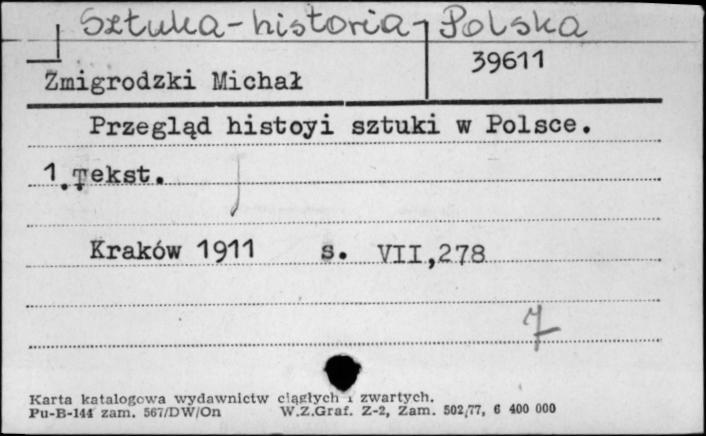 Sztuka-historia-Polska
39611
Żmigrodzki Michał
Przegląd histoyi sztuki w Polsce.
1.Tekst.
Kraków 1911 s. VII,278
7
Karta katalogowa wydawnictw ciągłych i zwartych.
Pu-B-144 zam. 567/DW/On W.Z.Graf. Z-2, Zam. 502/77, 6 400 000